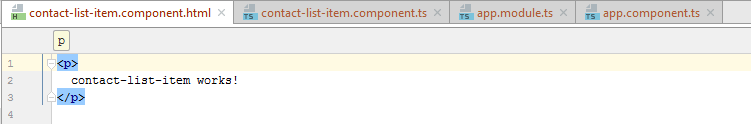 contact-list-item.component.html contact-list-item.component.ts app.module.ts app.component.ts
p
1 <p>
2 contact-list-item works!
3 </p>
4